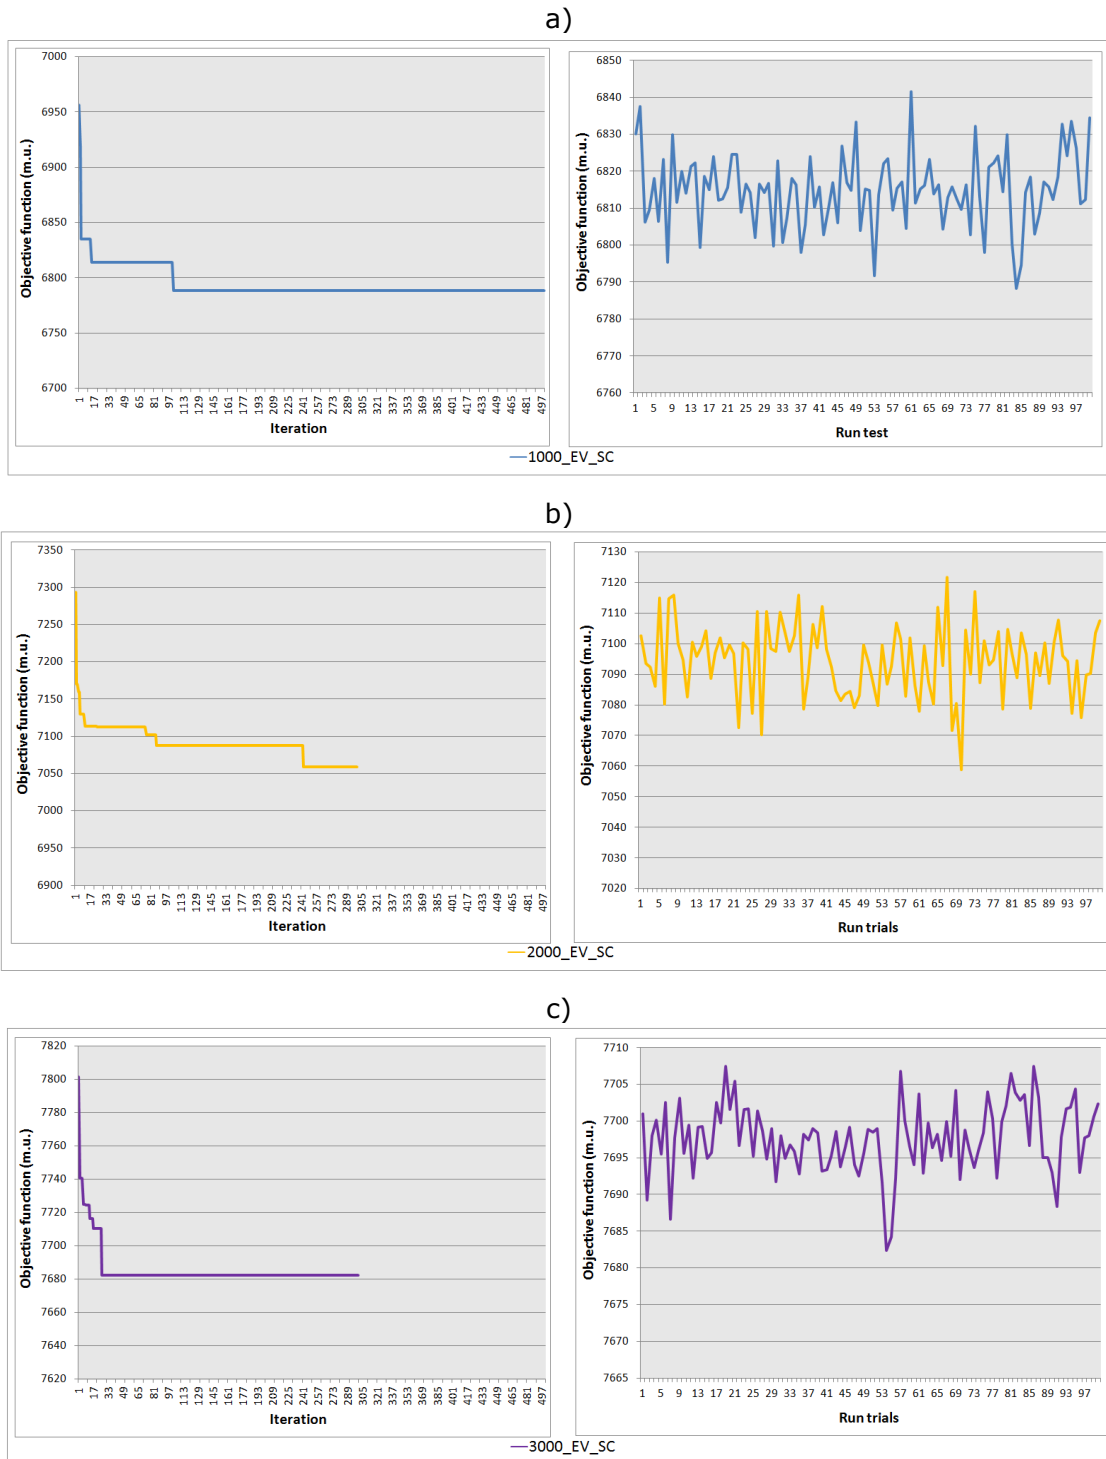 a)
Objective function (m.u.)
7000
6950
6900
6850
6800
6750
6700
1 17 33 49 65 81 97 113 129 145 161 177 193 209 225 241 257 273 289 305 321 337 353 369 385 401 417 433 449 465 481 497
Iteration
Objective function (m.u.)
6850
6840
6830
6820
6810
6800
6790
6780
6770
6760
1 5 9 13 17 21 25 29 33 37 41 45 49 53 57 61 65 69 73 77 81 85 89 93 97
Run test
1000_EV_SC
b)
Objective function (m.u.)
7350
7300
7250
7200
7150
7100
7050
7000
6950
6900
1 17 33 49 65 81 97 113 129 145 161 177 193 209 225 241 257 273 289 305 321 337 353 369 385 401 417 433 449 465 481 497
Iteration
Objective function (m.u.)
7130
7120
7110
7100
7090
7080
7070
7060
7050
7040
7030
7020
1 5 9 13 17 21 25 29 33 37 41 45 49 53 57 61 65 69 73 77 81 85 89 93 97
Run trials
2000_EV_SC
c)
Objective function (m.u.)
7820
7800
7780
7760
7740
7720
7700
7680
7660
7640
7620
1 17 33 49 65 81 97 113 129 145 161 177 193 209 225 241 257 273 289 305 321 337 353 369 385 401 417 433 449 465 481 497
Iteration
Objective function (m.u.)
7710
7705
7700
7695
7690
7685
7680
7675
7670
7665
1 5 9 13 17 21 25 29 33 37 41 45 49 53 57 61 65 69 73 77 81 85 89 93 97
Run trials
3000_EV_SC